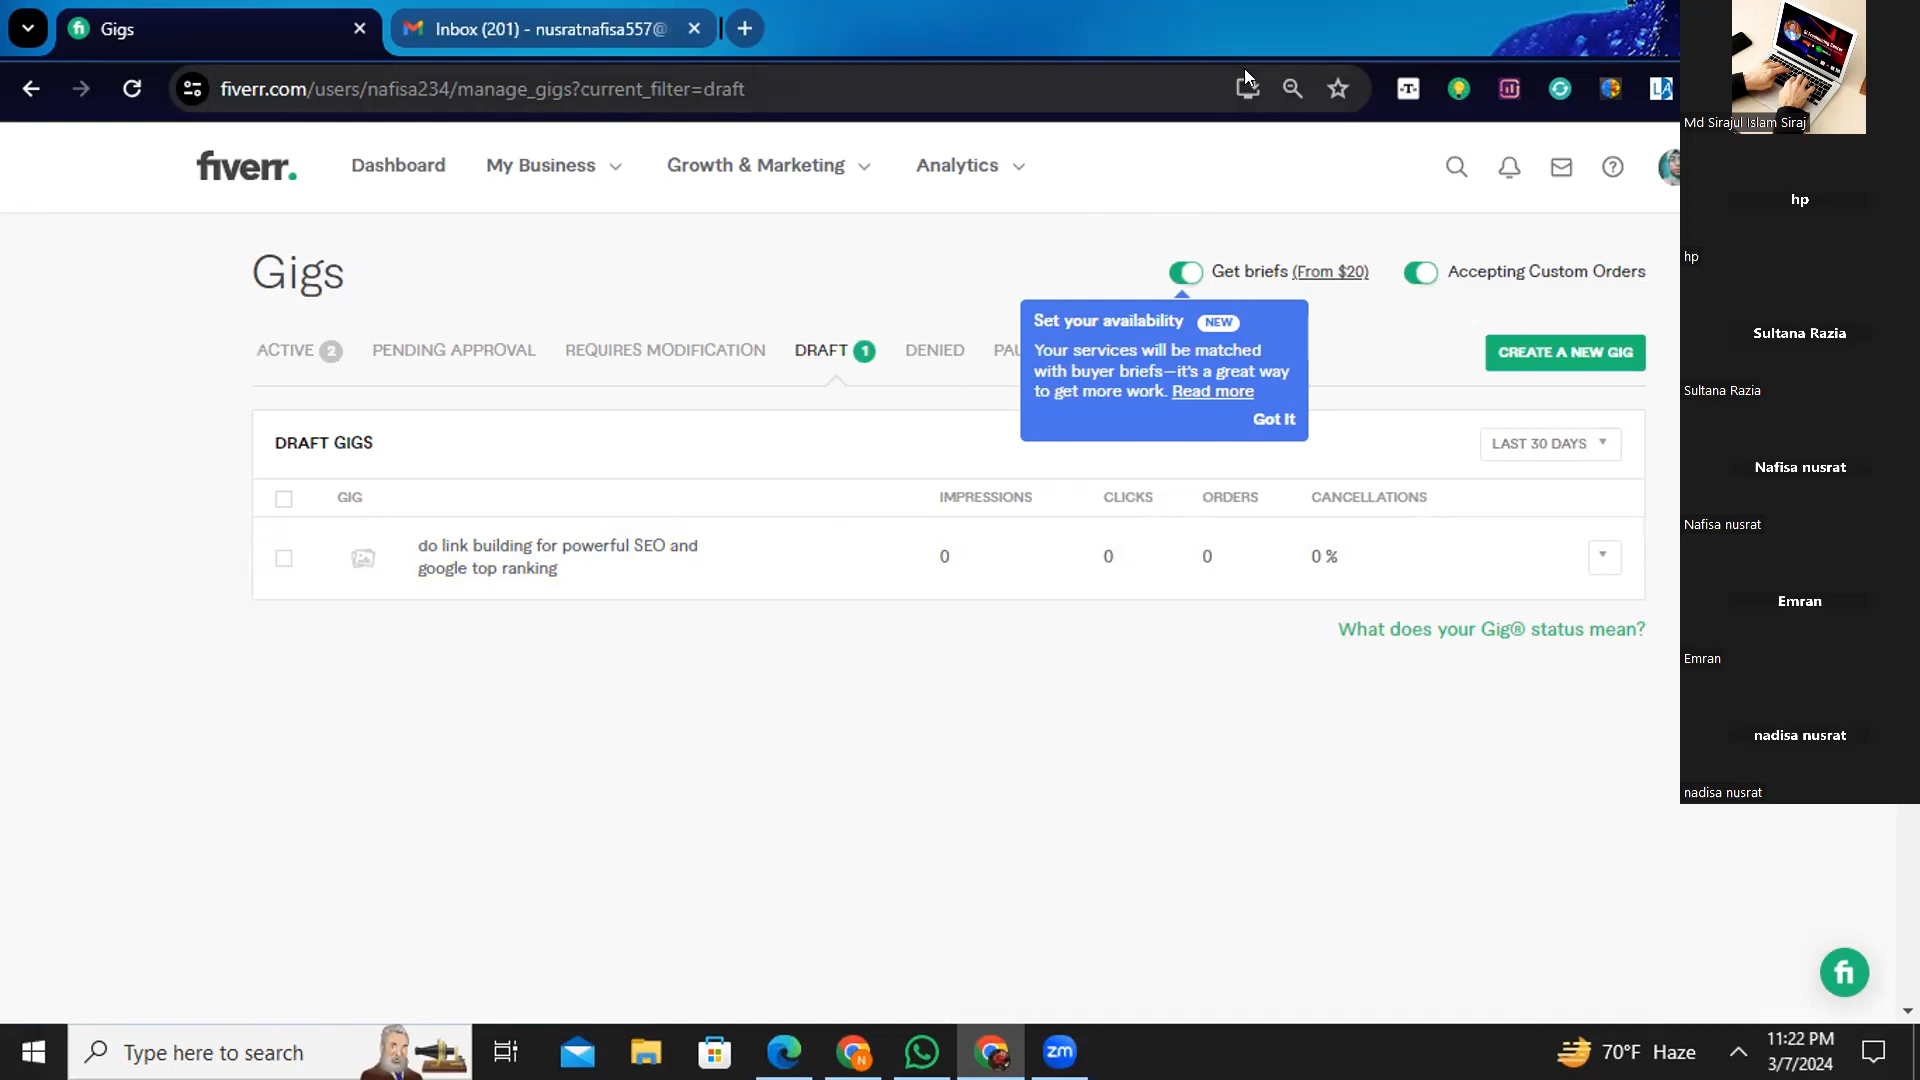 Gigs
Inbox (201) - nusratnafisa557@
fiverr.com/users/nafisa234/manage_gigs?current_filter=draft
fiverr.
Dashboard
My Business
Growth & Marketing
Analytics
Gigs
Get briefs (From $20)
Accepting Custom Orders
ACTIVE 2
PENDING APPROVAL
REQUIRES MODIFICATION
DRAFT 1
DENIED
PAU
CREATE A NEW GIG
Set your availability NEW
Your services will be matched
with buyer briefs—it's a great way
to get more work. Read more
Got It
DRAFT GIGS
LAST 30 DAYS
GIG
IMPRESSIONS
CLICKS
ORDERS
CANCELLATIONS
do link building for powerful SEO and
google top ranking
0
0
0
0 %
What does your Gig® status mean?
fi
Md Sirajul Islam Siraj
hp
hp
Sultana Razia
Sultana Razia
Nafisa nusrat
Nafisa nusrat
Emran
Emran
nadisa nusrat
nadisa nusrat
Type here to search
zm
70°F Haze
11:22 PM
3/7/2024